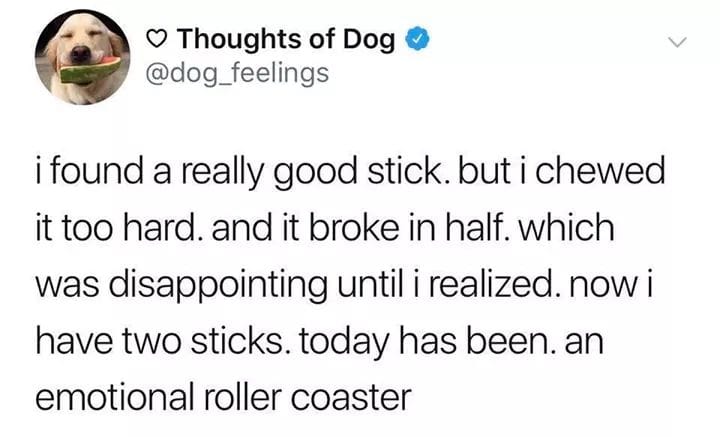 ♡ Thoughts of Dog
@dog_feelings
i found a really good stick. but i chewed
it too hard. and it broke in half. which
was disappointing until i realized. now i
have two sticks. today has been. an
emotional roller coaster